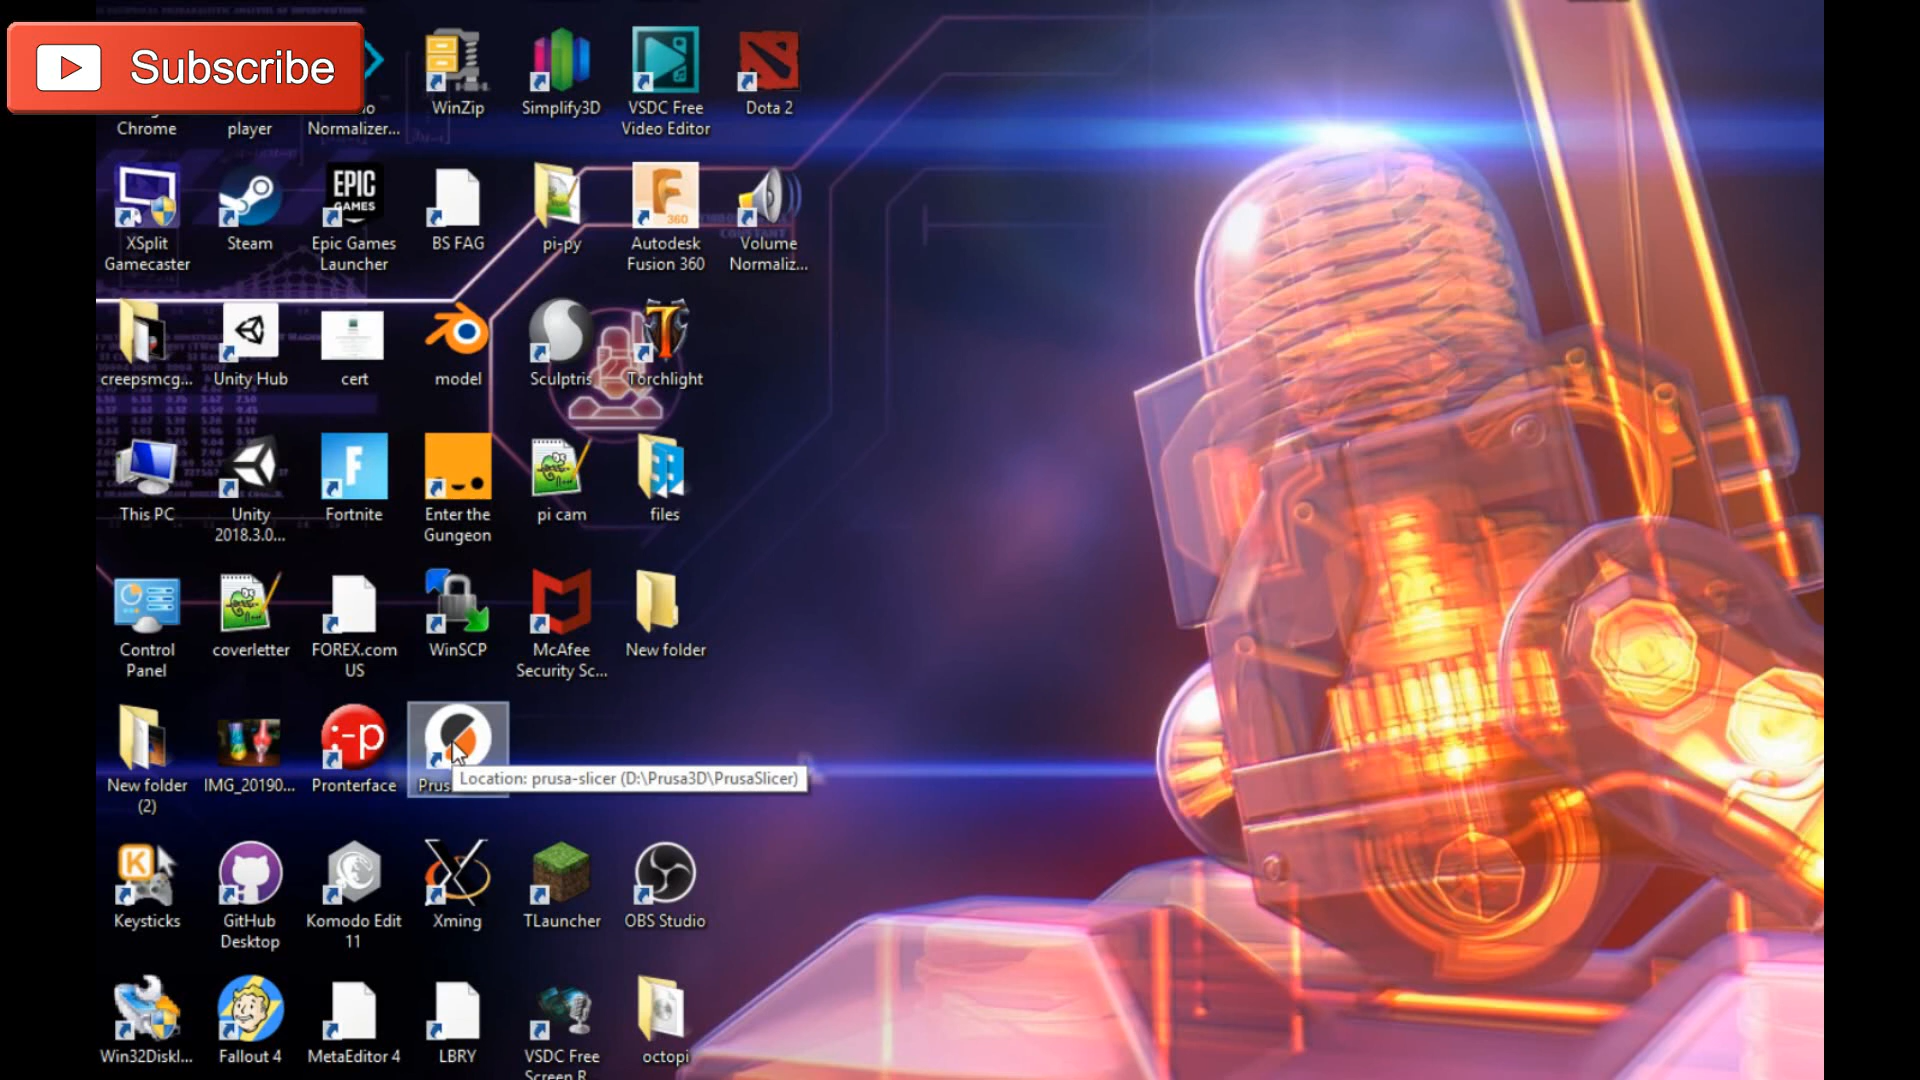 Subscribe
Chrome
player
Normalizer...
WinZip
Simplify3D
VSDC Free
Video Editor
Dota 2
XSplit
Gamecaster
Steam
EPIC
GAMES
Epic Games
Launcher
BS FAG
pi-py
F
360
Autodesk
Fusion 360
Volume
Normaliz...
creepsmcg...
Unity Hub
cert
model
Sculptris
Torchlight
This PC
Unity
2018.3.0...
Fortnite
Enter the
Gungeon
pi cam
files
Control
Panel
coverletter
FOREX.com
US
WinSCP
McAfee
Security Sc...
New folder
New folder
(2)
IMG_20190...
:-p
Pronterface
Prus
Location: prusa-slicer (D:\Prusa3D\PrusaSlicer)
Keysticks
GitHub
Desktop
Komodo Edit
11
Xming
TLauncher
OBS Studio
Win32DiskI...
Fallout 4
MetaEditor 4
LBRY
VSDC Free
Screen R...
octopi